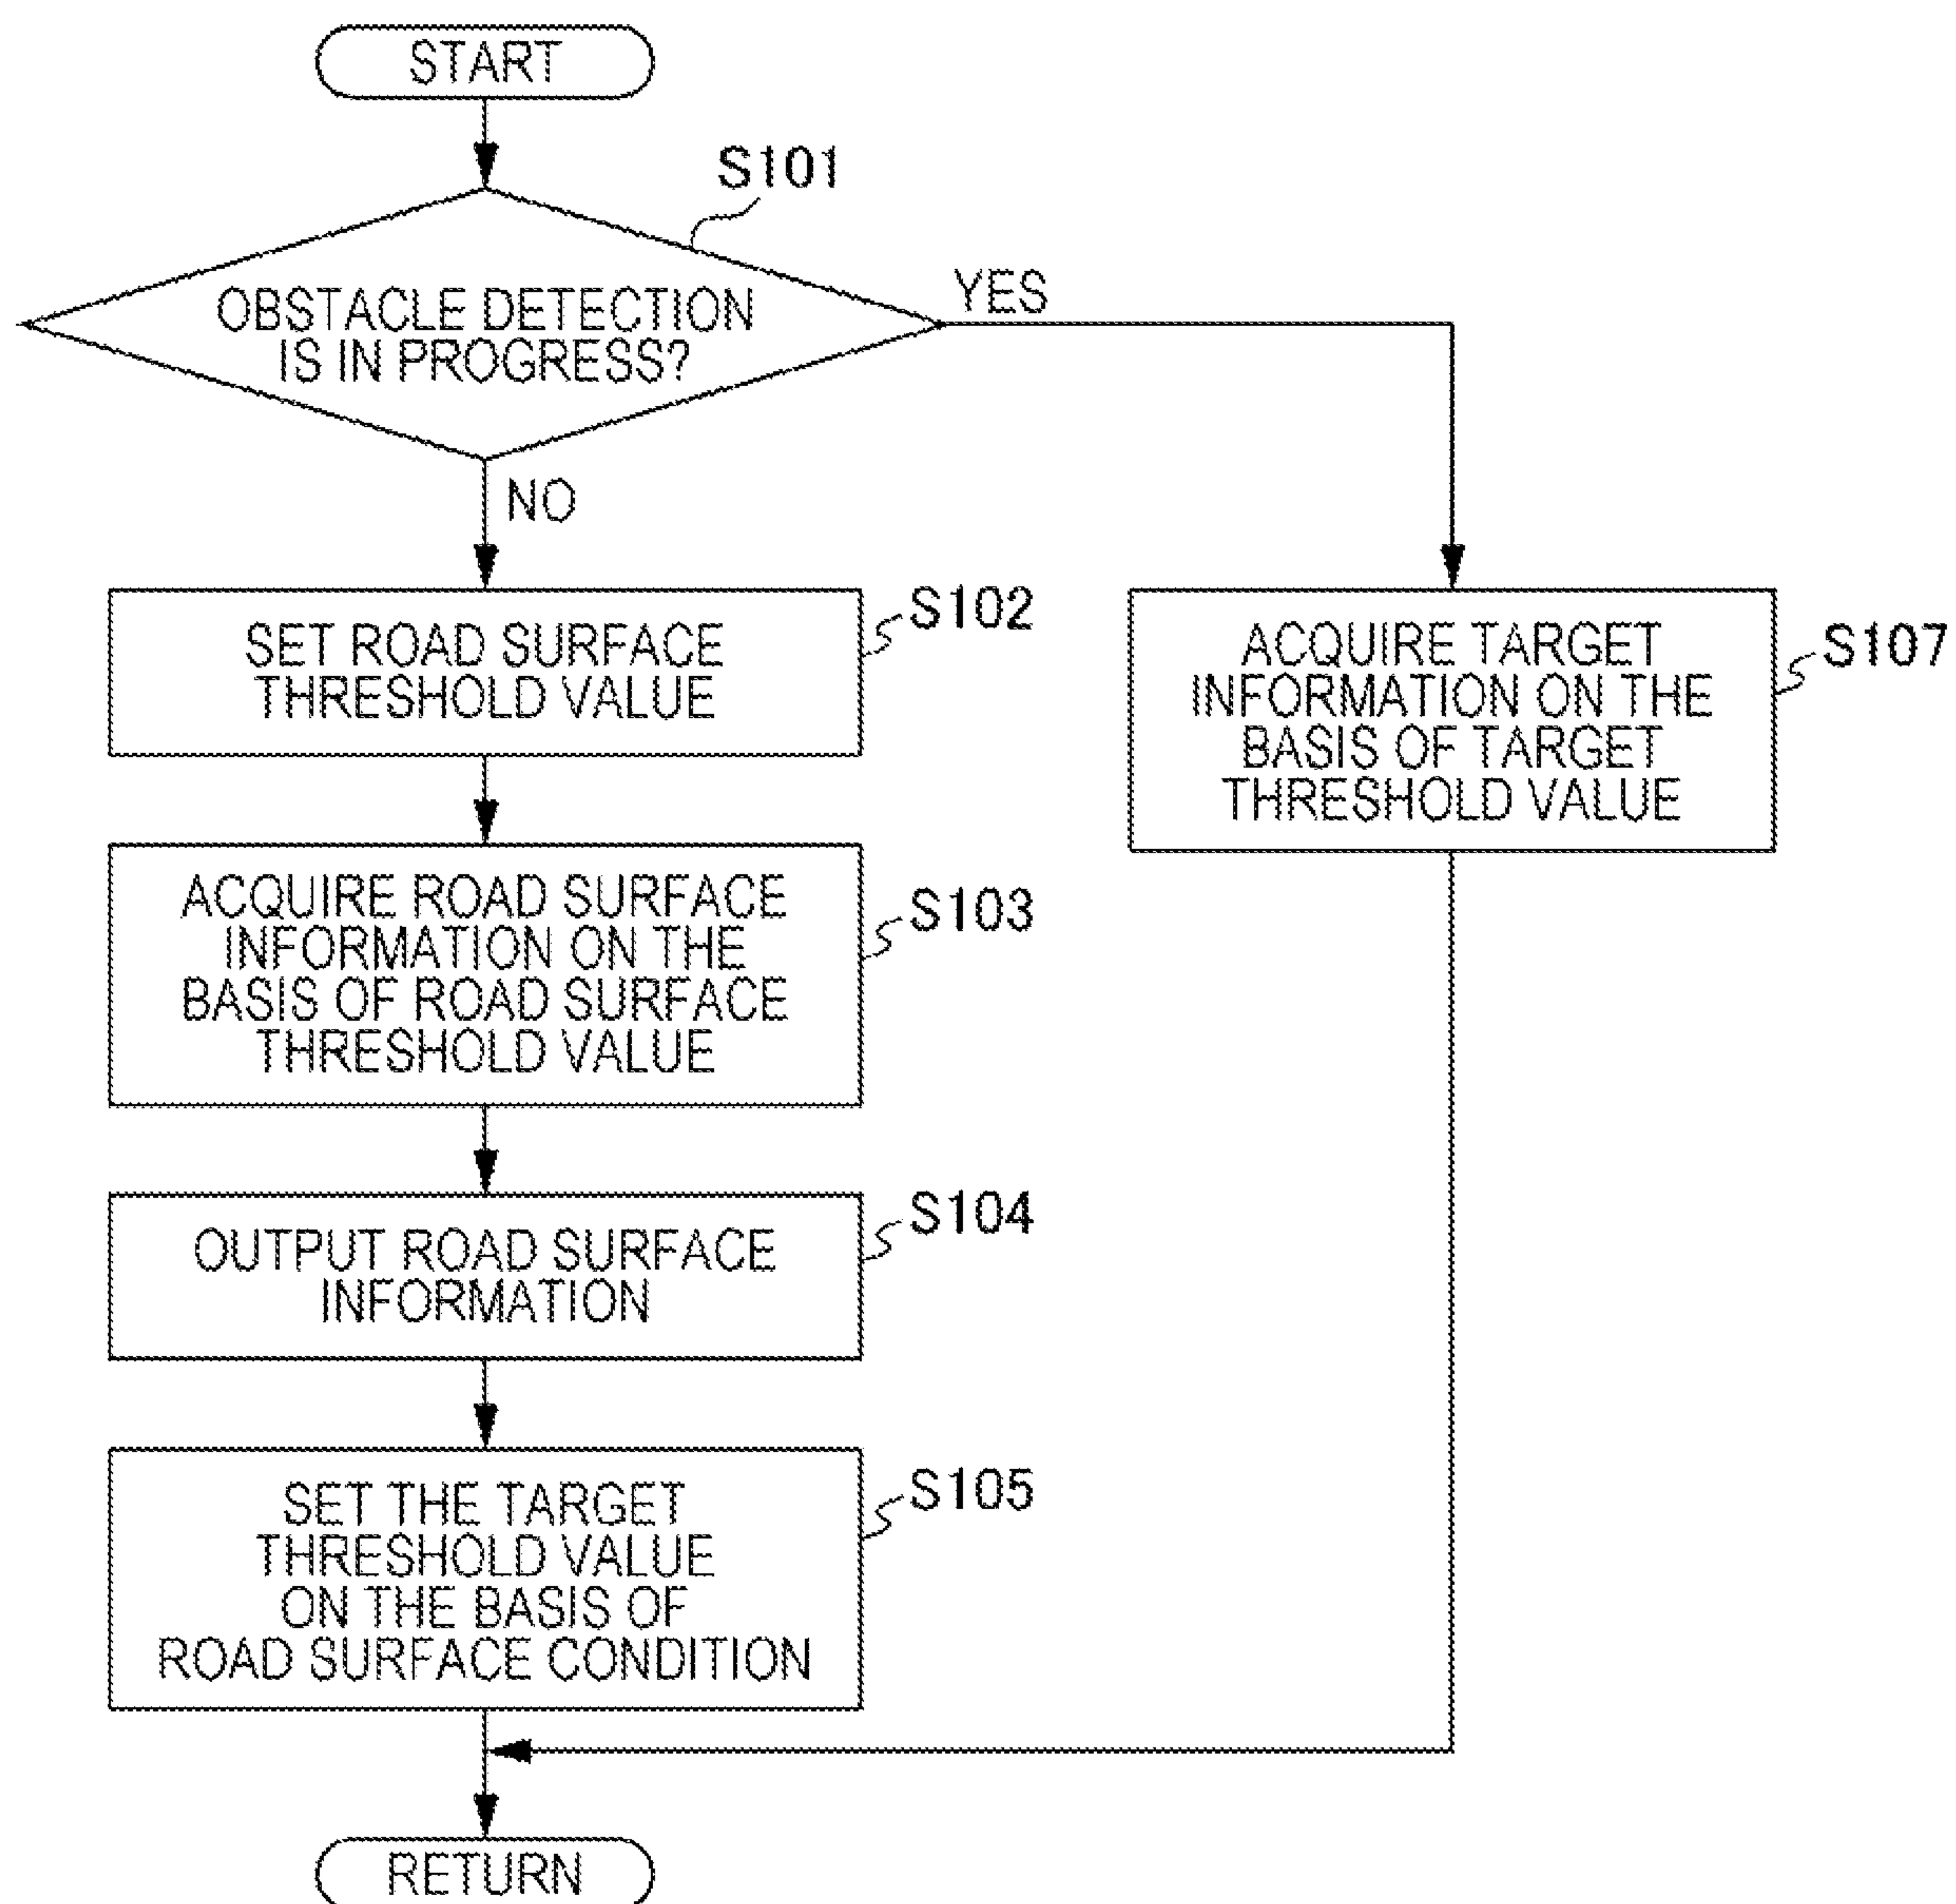 START
S101
OBSTACLE DETECTION
IS IN PROGRESS?
YES
NO
SET ROAD SURFACE
THRESHOLD VALUE
S102
ACQUIRE TARGET
INFORMATION ON THE
BASIS OF TARGET
THRESHOLD VALUE
S107
ACQUIRE ROAD SURFACE
INFORMATION ON THE
BASIS OF ROAD SURFACE
THRESHOLD VALUE
S103
OUTPUT ROAD SURFACE
INFORMATION
S104
SET THE TARGET
THRESHOLD VALUE
ON THE BASIS OF
ROAD SURFACE CONDITION
S105
RETURN